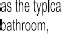 as the typica
bathroom,